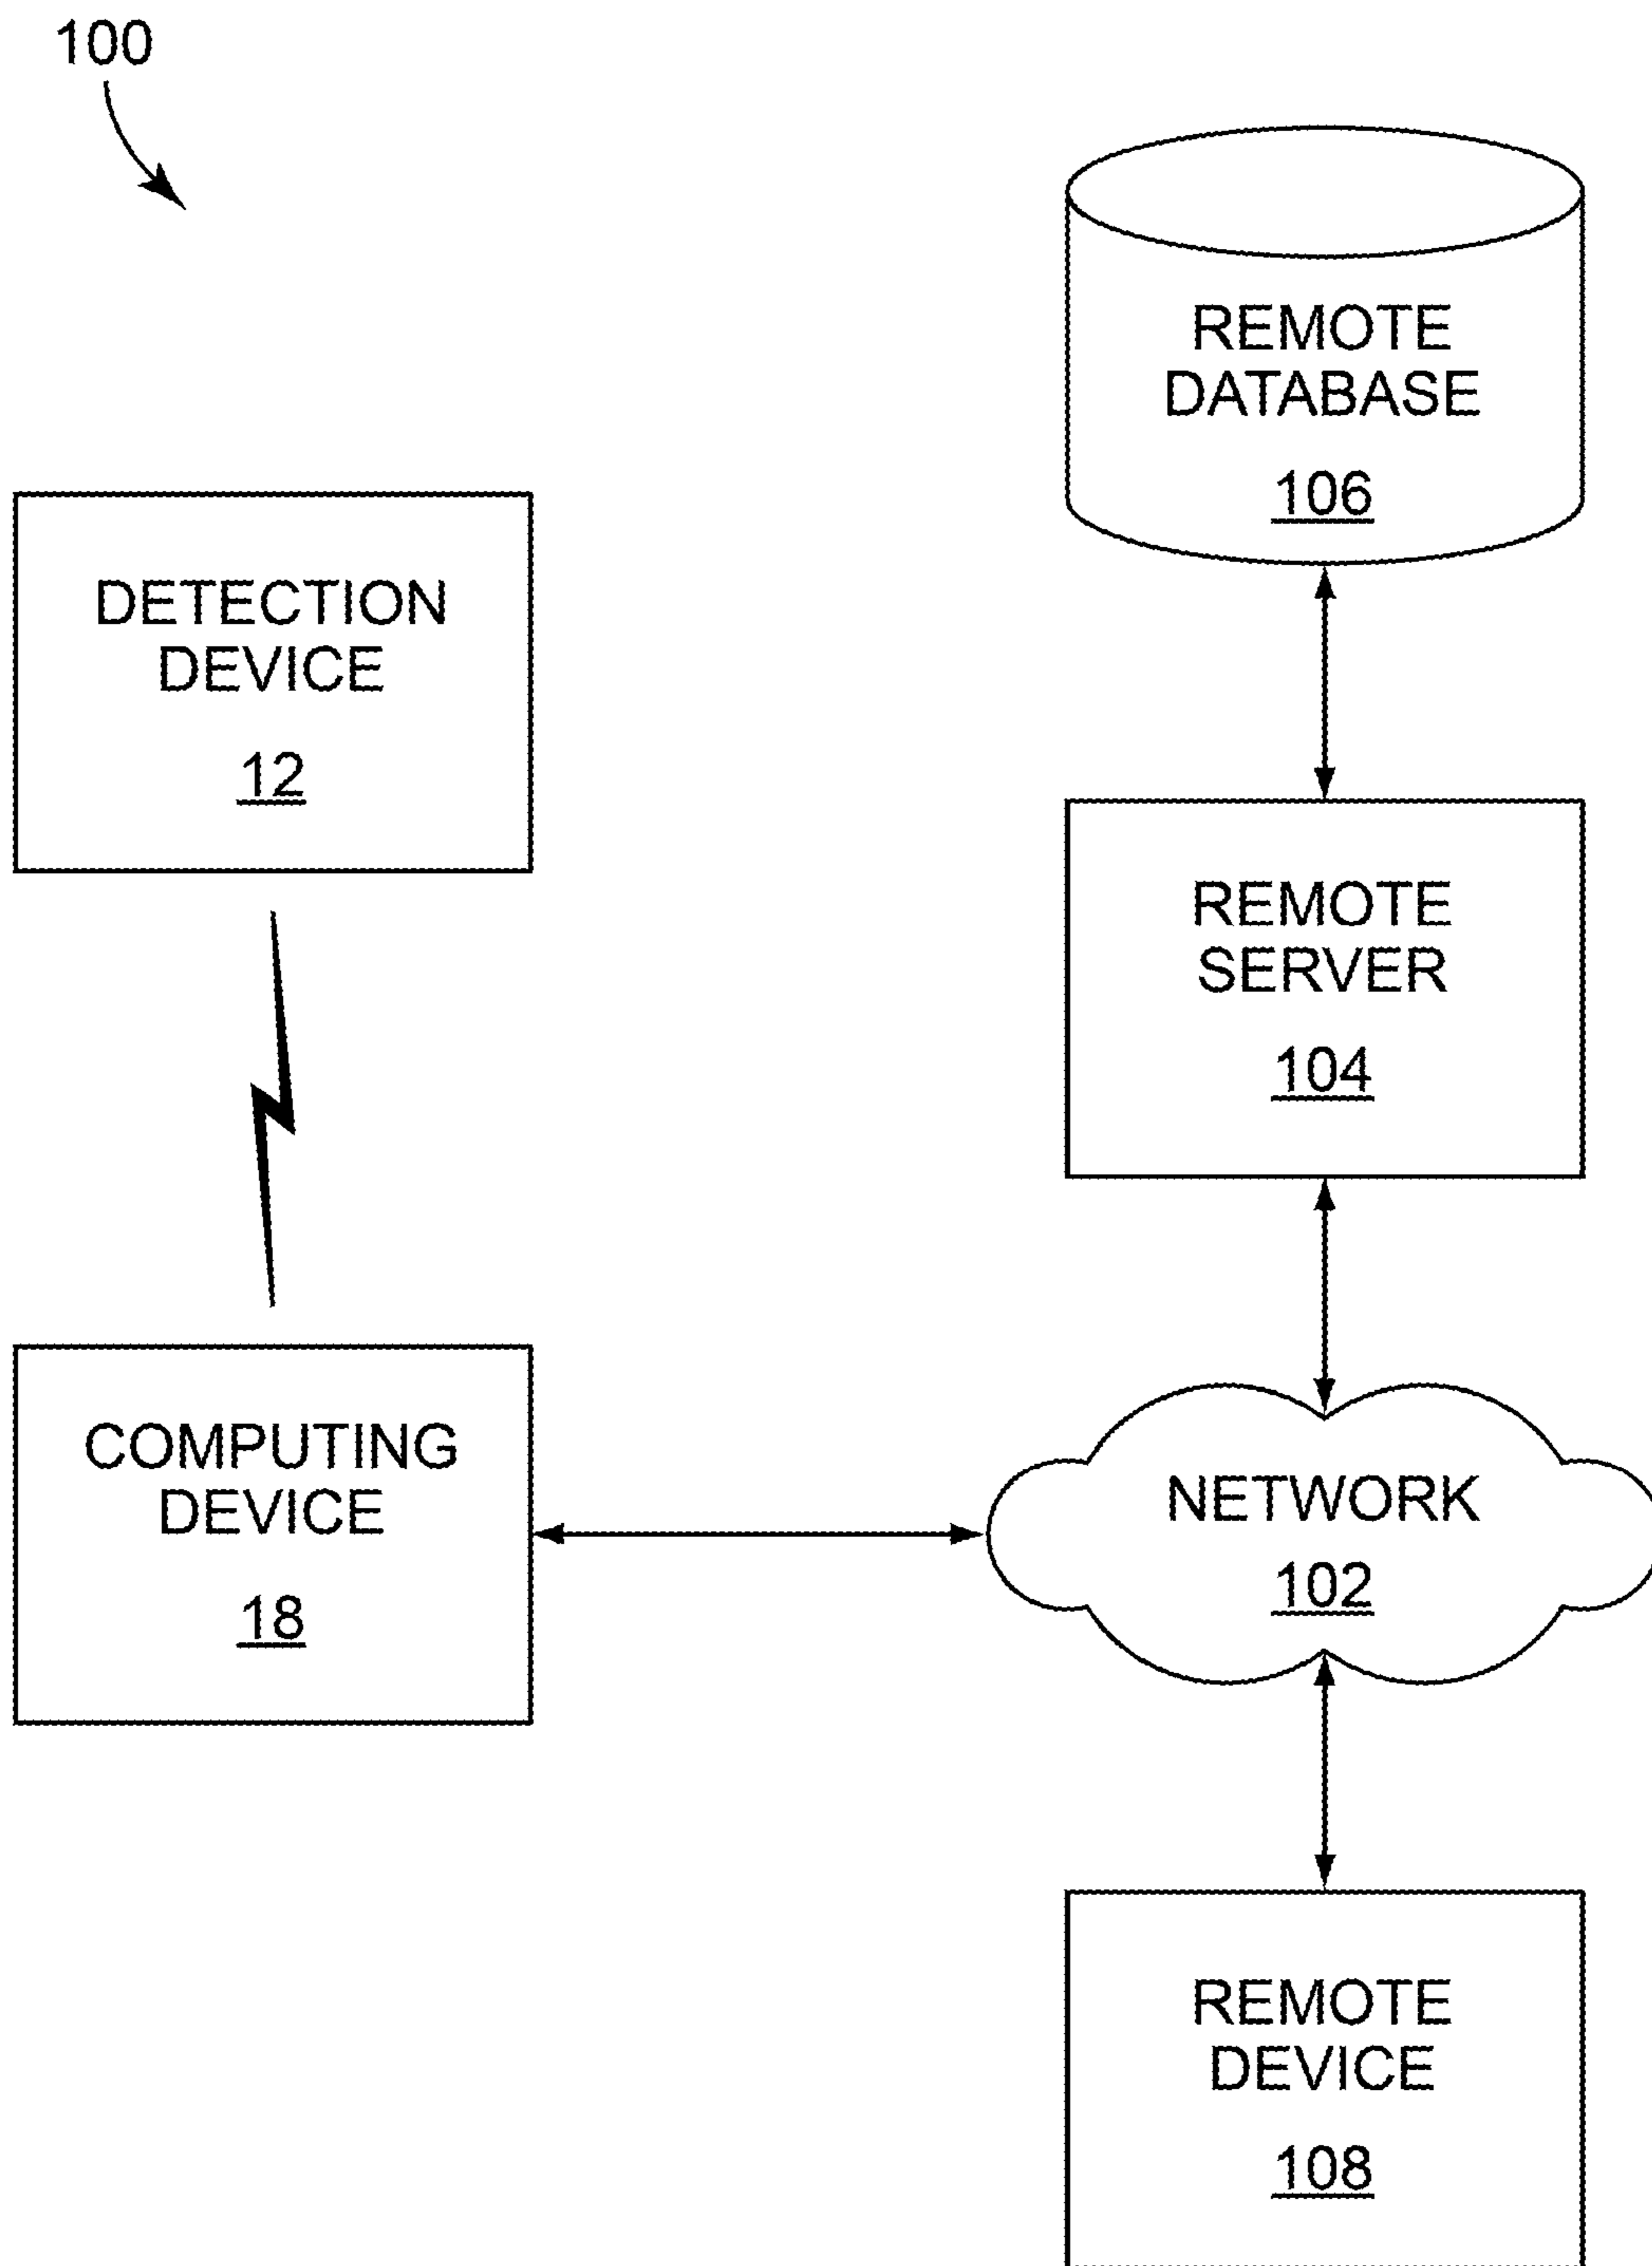 100
REMOTE
DATABASE
106
DETECTION
DEVICE
12
REMOTE
SERVER
104
COMPUTING
DEVICE
18
NETWORK
102
REMOTE
DEVICE
108